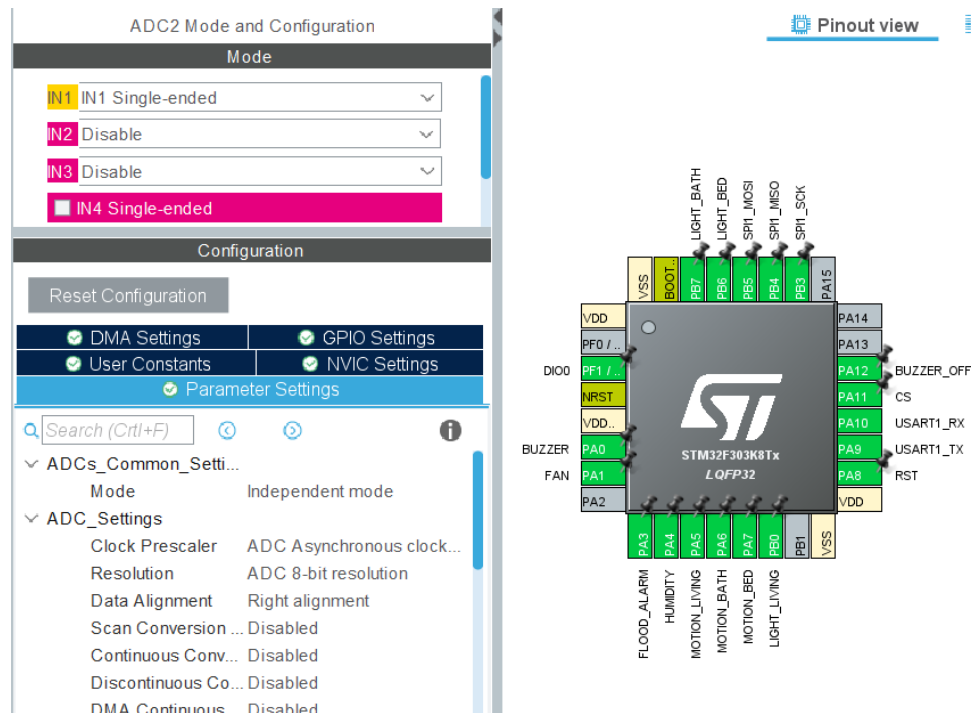 ADC2 Mode and Configuration
Mode
IN1 IN1 Single-ended
IN2 Disable
IN3 Disable
IN4 Single-ended
Configuration
Reset Configuration
DMA Settings
GPIO Settings
User Constants
NVIC Settings
Parameter Settings
Search (Crtl+F)
ADCs_Common_Setti...
Mode Independent mode
ADC_Settings
Clock Prescaler ADC Asynchronous clock...
Resolution ADC 8-bit resolution
Data Alignment Right alignment
Scan Conversion ... Disabled
Continuous Conv... Disabled
Discontinuous Co... Disabled
DMA Continuous Disabled
Pinout view
LIGHT_BATH
LIGHT_BED
SPI1_MOSI
SPI1_MISO
SPI1_SCK
VSS
BOOT..
PB7
PB6
PB5
PB4
PB3
PA15
VDD
PF0 / ..
DIO0 PF1 / ..
NRST
VDD..
BUZZER PA0
FAN PA1
PA2
STM32F303K8Tx
LQFP32
PA14
PA13
PA12 BUZZER_OFF
PA11 CS
PA10 USART1_RX
PA9 USART1_TX
PA8 RST
VDD
PA3
PA4
PA5
PA6
PA7
PB0
PB1
VSS
FLOOD_ALARM
HUMIDITY
MOTION_LIVING
MOTION_BATH
MOTION_BED
LIGHT_LIVING